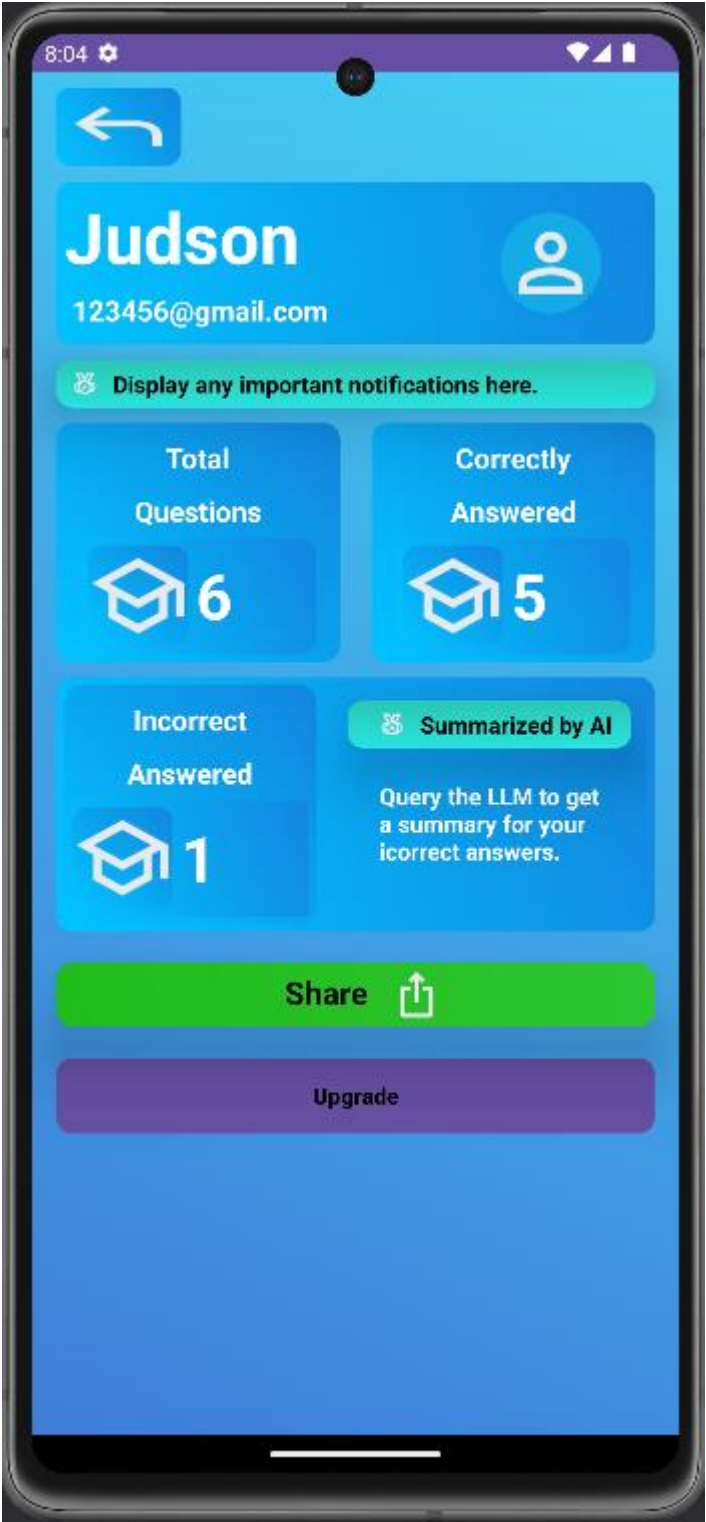 8:04
Judson
123456@gmail.com
Display any important notifications here.
Total
Questions
6
Correctly
Answered
5
Incorrect
Answered
1
Summarized by AI
Query the LLM to get
a summary for your
icorrect answers.
Share
Upgrade